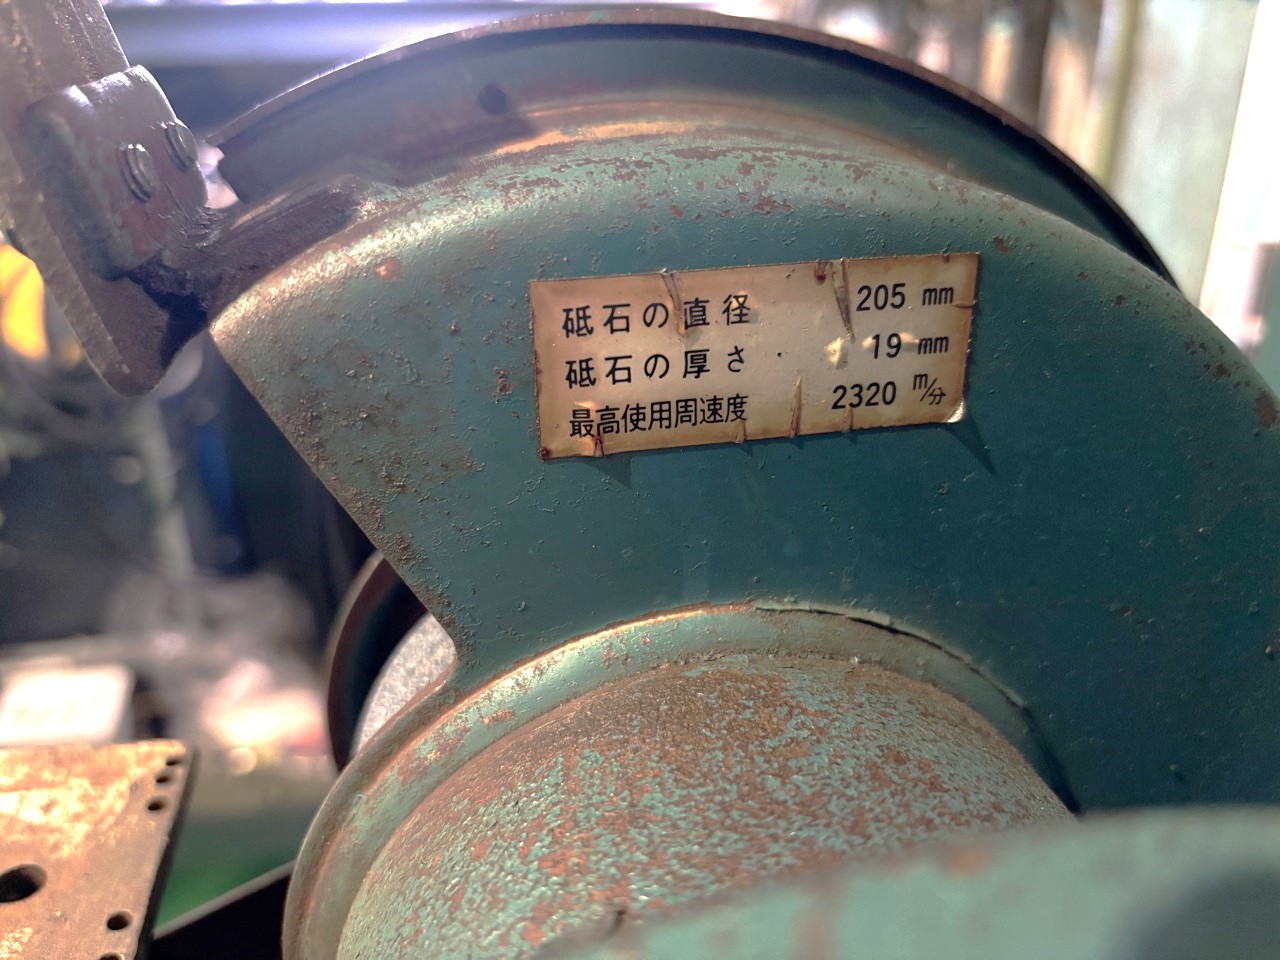 砥石の直径 205 mm
砥石の厚さ 19 mm
最高使用周速度 2320 m/分